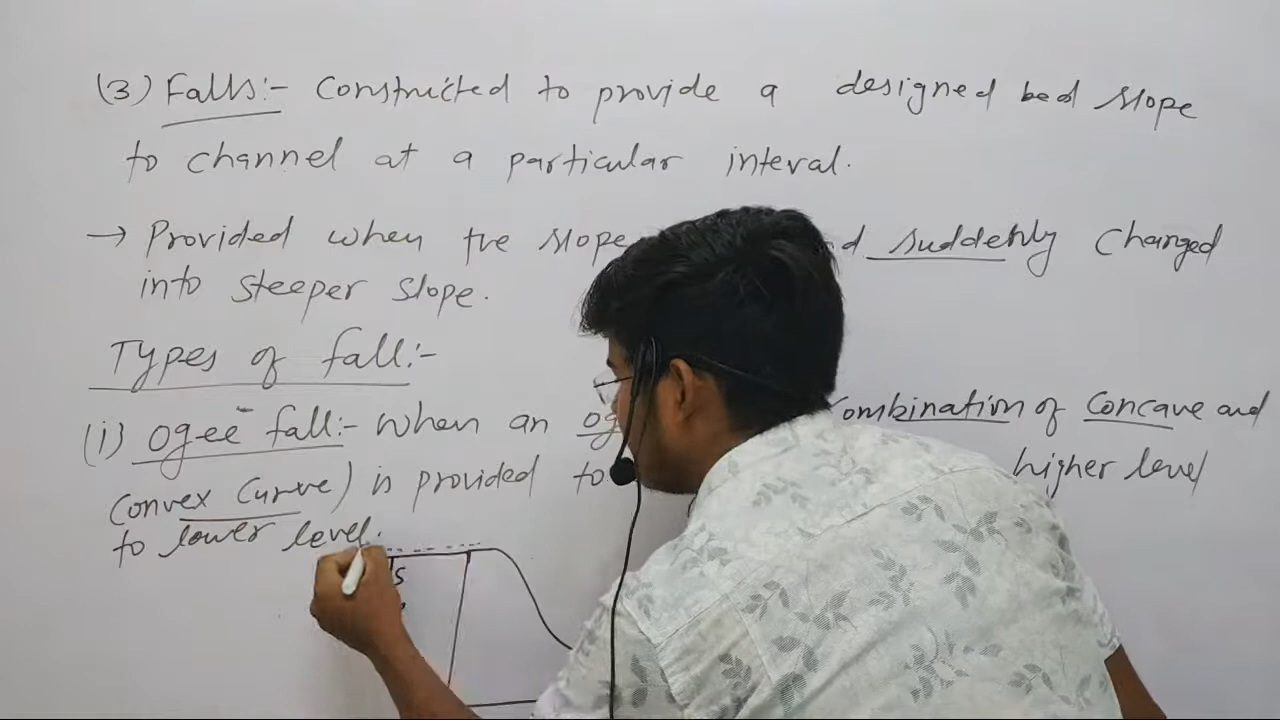 (3) Falls:- Constructed to provide a designed bed slope
to channel at a particular interval.
→ Provided when the slope d suddenly changed
into steeper slope.
Types of fall:-
(i) Ogee fall:- When an og ombination of Concave and
Convex Curve) is provided to higher level
to lower level.